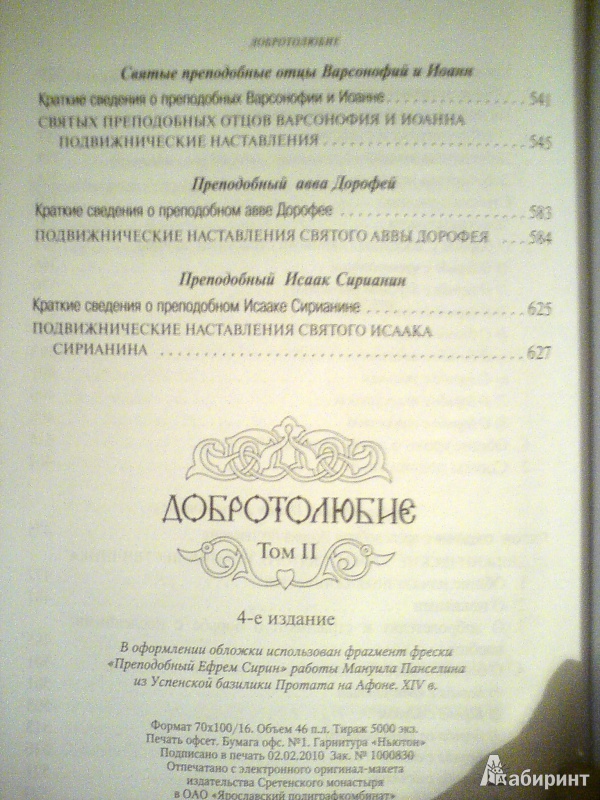 ДОБРОТОЛЮБИЕ
Святые преподобные отцы Варсонофий и Иоанн
Краткие сведения о преподобных Варсонофии и Иоанне 541
СВЯТЫХ ПРЕПОДОБНЫХ ОТЦОВ ВАРСОНОФИЯ И ИОАННА
ПОДВИЖНИЧЕСКИЕ НАСТАВЛЕНИЯ 545
Преподобный авва Дорофей
Краткие сведения о преподобном авве Дорофее 583
ПОДВИЖНИЧЕСКИЕ НАСТАВЛЕНИЯ СВЯТОГО АВВЫ ДОРОФЕЯ 584
Преподобный Исаак Сирианин
Краткие сведения о преподобном Исааке Сирианине 625
ПОДВИЖНИЧЕСКИЕ НАСТАВЛЕНИЯ СВЯТОГО ИСААКА
СИРИАНИНА 627
ДОБРОТОЛЮБИЕ
Том II
4-е издание
В оформлении обложки использован фрагмент фрески
«Преподобный Ефрем Сирин» работы Мануила Панселина
из Успенской базилики Протата на Афоне. XIV в.
Формат 70х100/16. Объем 46 п.л. Тираж 5000 экз.
Печать офсет. Бумага офс. №1. Гарнитура «Ньютон»
Подписано в печать 02.02.2010 Зак. № 1000830
Отпечатано с электронного оригинал-макета
издательства Сретенского монастыря
в ОАО «Ярославский полиграфкомбинат»
Лабиринт